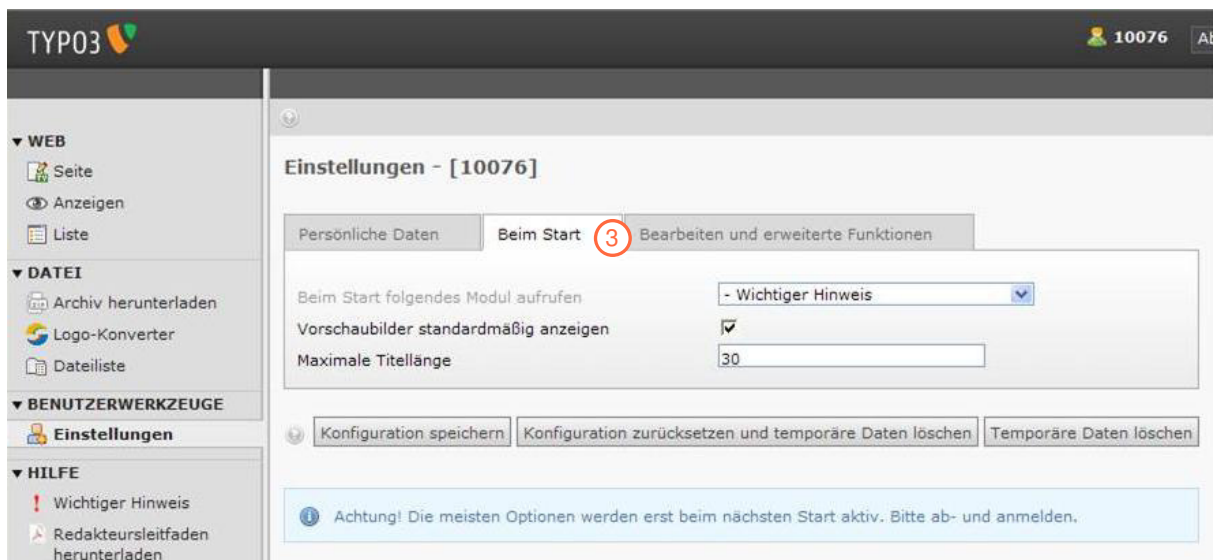 TYPO3
10076
▼ WEB
Seite
Anzeigen
Liste
▼ DATEI
Archiv herunterladen
Logo-Konverter
Dateiliste
▼ BENUTZERWERKZEUGE
Einstellungen
▼ HILFE
! Wichtiger Hinweis
Redakteursleitfaden
herunterladen
Einstellungen - [10076]
Persönliche Daten Beim Start 3 Bearbeiten und erweiterte Funktionen
Beim Start folgendes Modul aufrufen - Wichtiger Hinweis
Vorschaubilder standardmäßig anzeigen
Maximale Titellänge 30
Konfiguration speichern Konfiguration zurücksetzen und temporäre Daten löschen Temporäre Daten löschen
Achtung! Die meisten Optionen werden erst beim nächsten Start aktiv. Bitte ab- und anmelden.